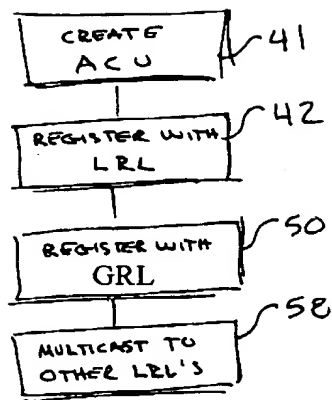 CREATE
ACU
41
REGISTER WITH
LRL
42
REGISTER WITH
GRL
50
MULTICAST TO
OTHER LRL'S
58